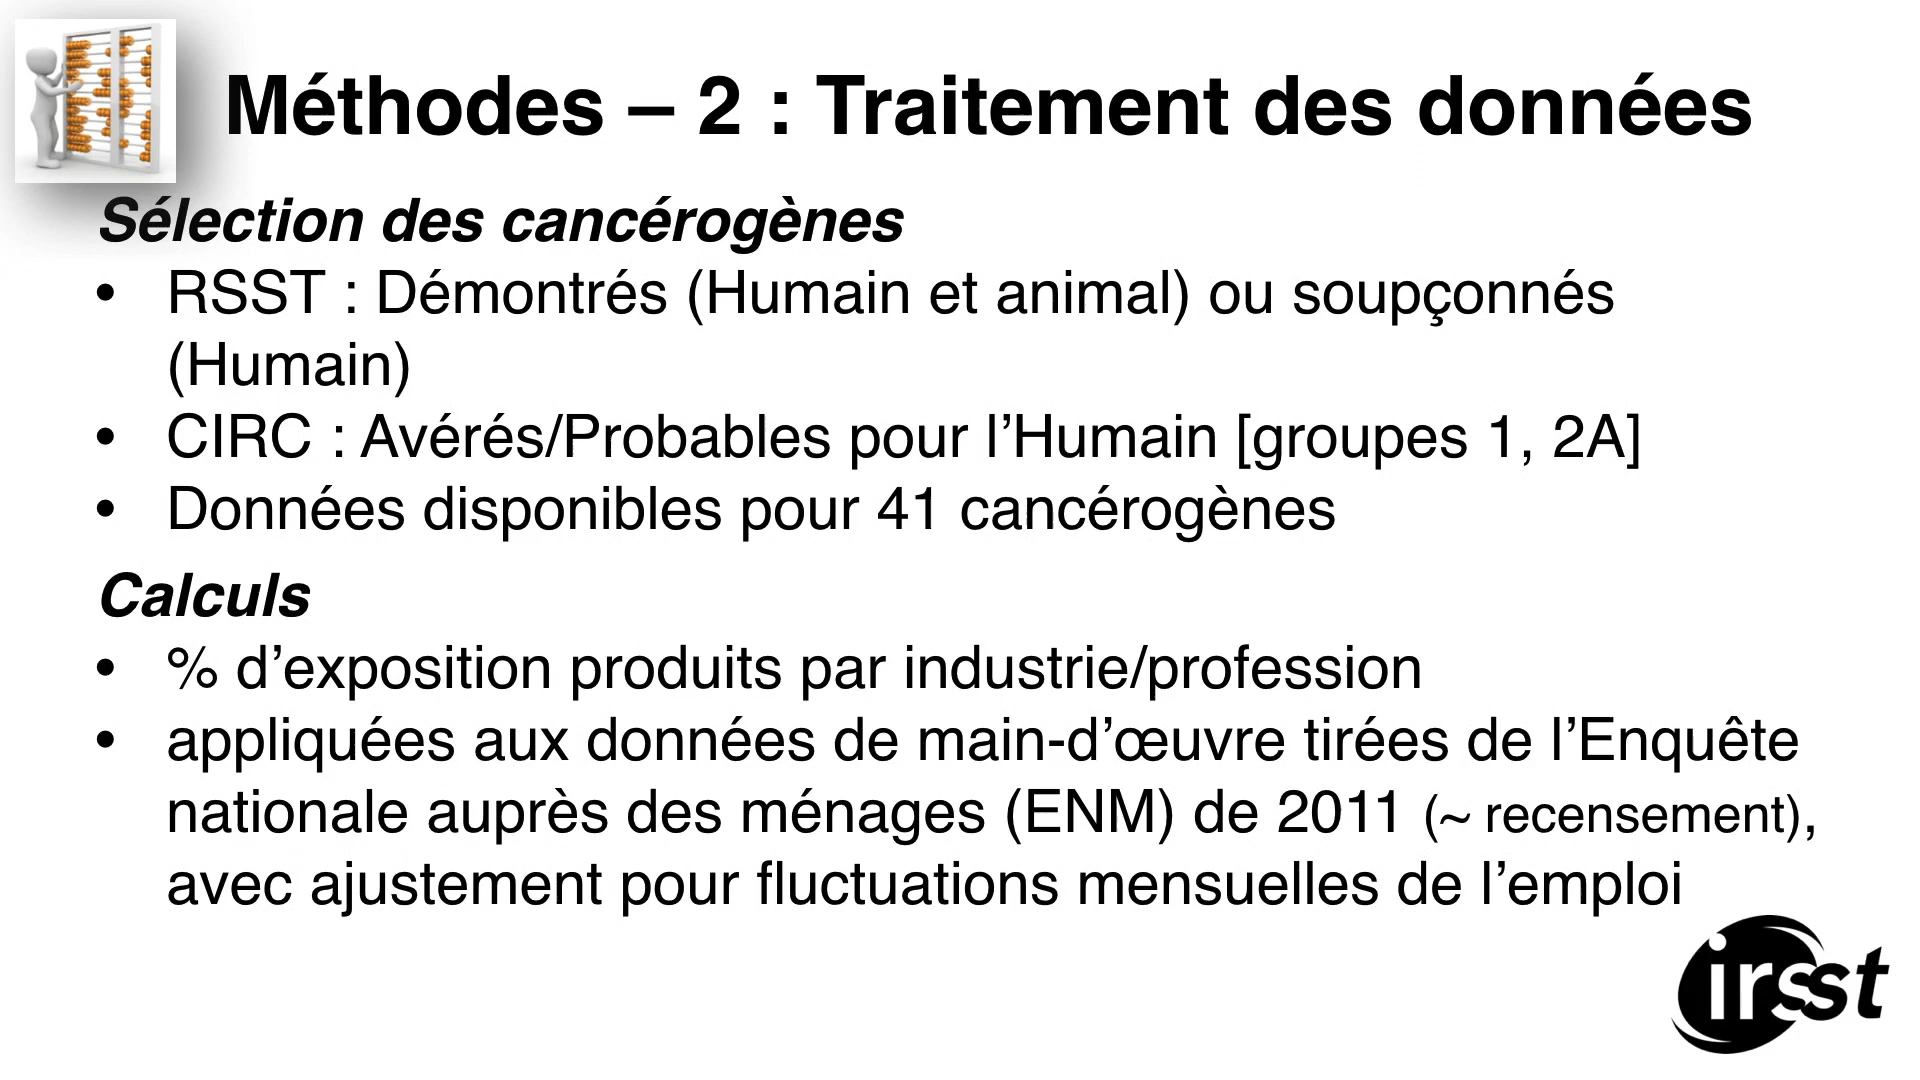 Méthodes – 2 : Traitement des données
Sélection des cancérogènes
• RSST : Démontrés (Humain et animal) ou soupçonnés
(Humain)
• CIRC : Avérés/Probables pour l’Humain [groupes 1, 2A]
• Données disponibles pour 41 cancérogènes
Calculs
• % d’exposition produits par industrie/profession
• appliquées aux données de main-d’œuvre tirées de l’Enquête
nationale auprès des ménages (ENM) de 2011 (~ recensement),
avec ajustement pour fluctuations mensuelles de l’emploi
irsst